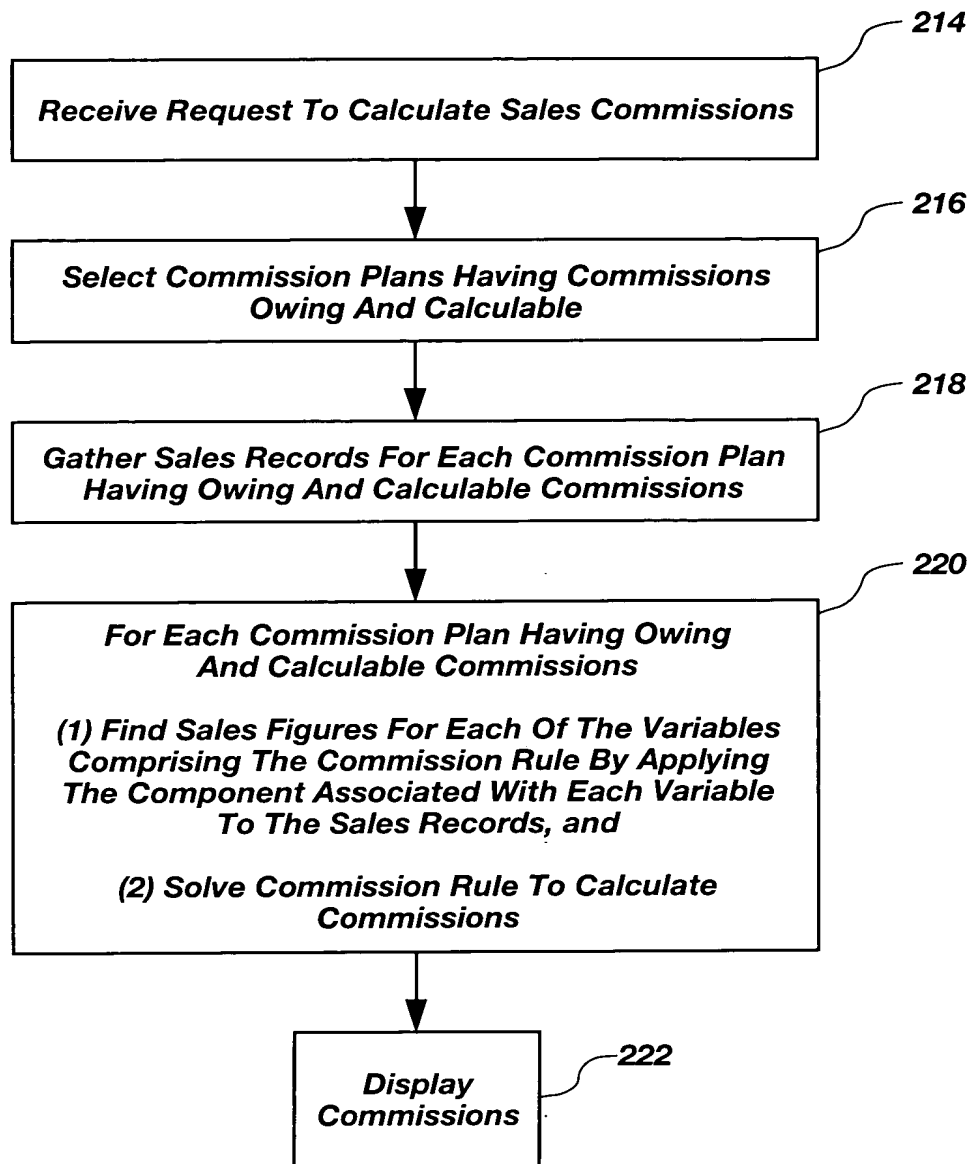 214
Receive Request To Calculate Sales Commissions
216
Select Commission Plans Having Commissions
Owing And Calculable
218
Gather Sales Records For Each Commission Plan
Having Owing And Calculable Commissions
220
For Each Commission Plan Having Owing
And Calculable Commissions
(1) Find Sales Figures For Each Of The Variables
Comprising The Commission Rule By Applying
The Component Associated With Each Variable
To The Sales Records, and
(2) Solve Commission Rule To Calculate
Commissions
222
Display
Commissions